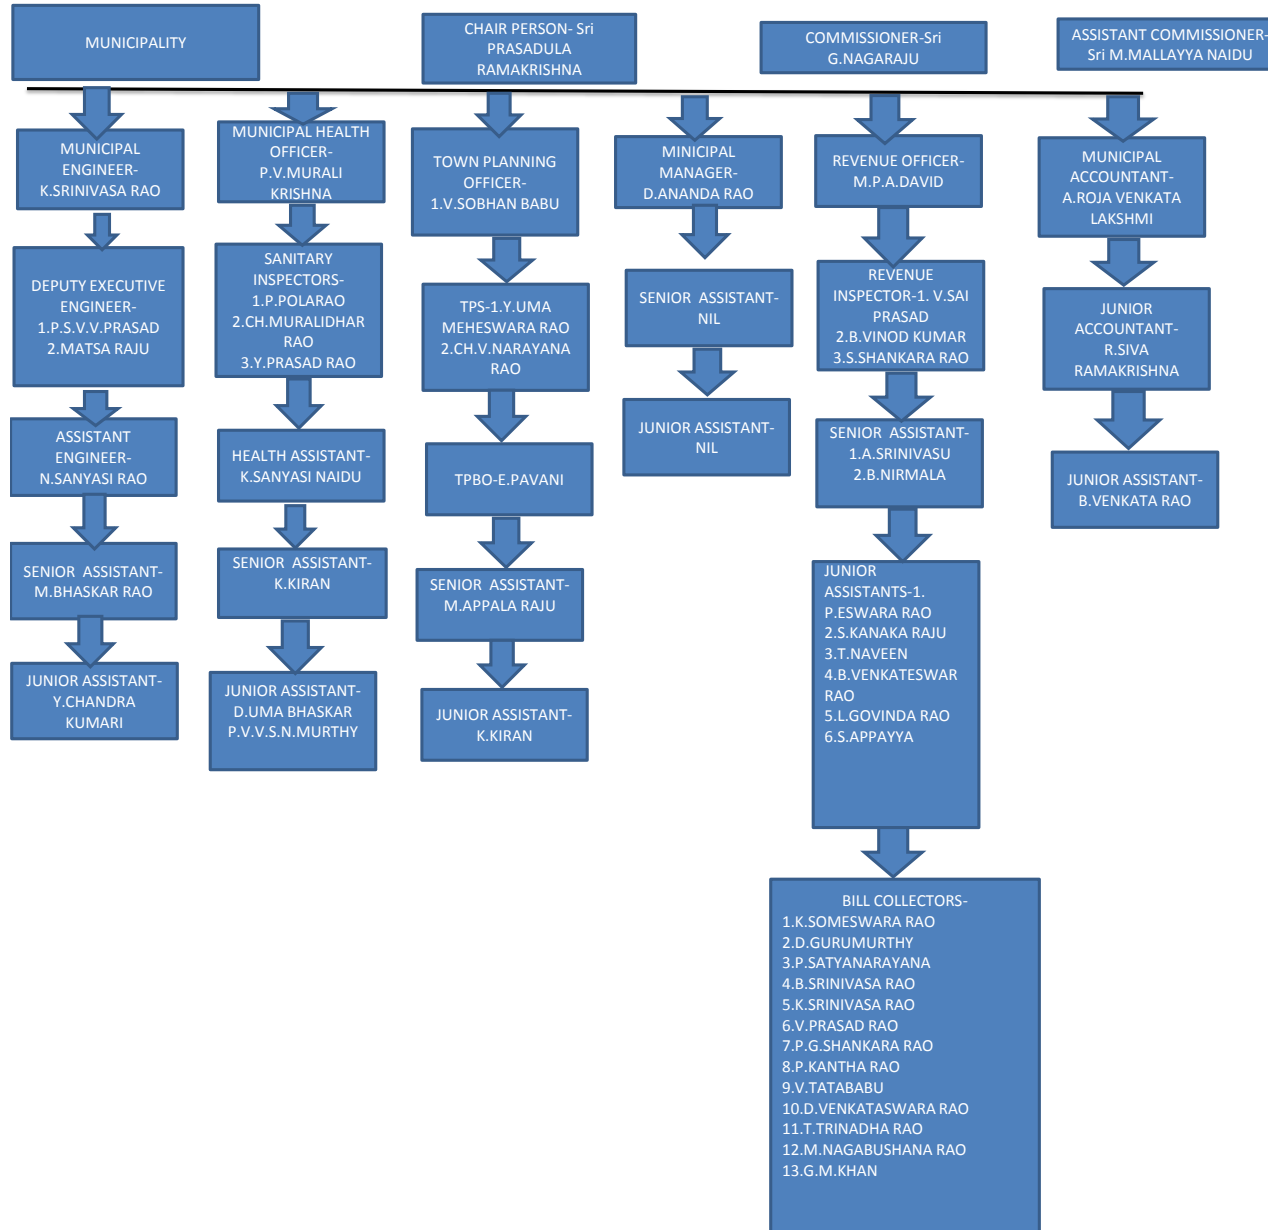 MUNICIPALITY
CHAIR PERSON- Sri
PRASADULA
RAMAKRISHNA
COMMISSIONER-Sri
G.NAGARAJU
ASSISTANT COMMISSIONER-
Sri M.MALLAYYA NAIDU
MUNICIPAL
ENGINEER-
K.SRINIVASA RAO
DEPUTY EXECUTIVE
ENGINEER-
1.P.S.V.V.PRASAD
2.MATSA RAJU
ASSISTANT
ENGINEER-
N.SANYASI RAO
SENIOR  ASSISTANT-
M.BHASKAR RAO
JUNIOR ASSISTANT-
Y.CHANDRA
KUMARI
MUNICIPAL HEALTH
OFFICER-
P.V.MURALI
KRISHNA
SANITARY
INSPECTORS-
1.P.POLARAO
2.CH.MURALIDHAR
RAO
3.Y.PRASAD RAO
HEALTH ASSISTANT-
K.SANYASI NAIDU
SENIOR  ASSISTANT-
K.KIRAN
JUNIOR ASSISTANT-
D.UMA BHASKAR
P.V.V.S.N.MURTHY
TOWN PLANNING
OFFICER-
1.V.SOBHAN BABU
TPS-1.Y.UMA
MEHESWARA RAO
2.CH.V.NARAYANA
RAO
TPBO-E.PAVANI
SENIOR  ASSISTANT-
M.APPALA RAJU
JUNIOR ASSISTANT-
K.KIRAN
MINICIPAL
MANAGER-
D.ANANDA RAO
SENIOR ASSISTANT-
NIL
JUNIOR ASSISTANT-
NIL
REVENUE OFFICER-
M.P.A.DAVID
REVENUE
INSPECTOR-1. V.SAI
PRASAD
2.B.VINOD KUMAR
3.S.SHANKARA RAO
SENIOR  ASSISTANT-
1.A.SRINIVASU
2.B.NIRMALA
JUNIOR
ASSISTANTS-1.
P.ESWARA RAO
2.S.KANAKA RAJU
3.T.NAVEEN
4.B.VENKATESWAR
RAO
5.L.GOVINDA RAO
6.S.APPAYYA
BILL COLLECTORS-
1.K.SOMESWARA RAO
2.D.GURUMURTHY
3.P.SATYANARAYANA
4.B.SRINIVASA RAO
5.K.SRINIVASA RAO
6.V.PRASAD RAO
7.P.G.SHANKARA RAO
8.P.KANTHA RAO
9.V.TATABABU
10.D.VENKATASWARA RAO
11.T.TRINADHA RAO
12.M.NAGABUSHANA RAO
13.G.M.KHAN
MUNICIPAL
ACCOUNTANT-
A.ROJA VENKATA
LAKSHMI
JUNIOR
ACCOUNTANT-
R.SIVA
RAMAKRISHNA
JUNIOR ASSISTANT-
B.VENKATA RAO